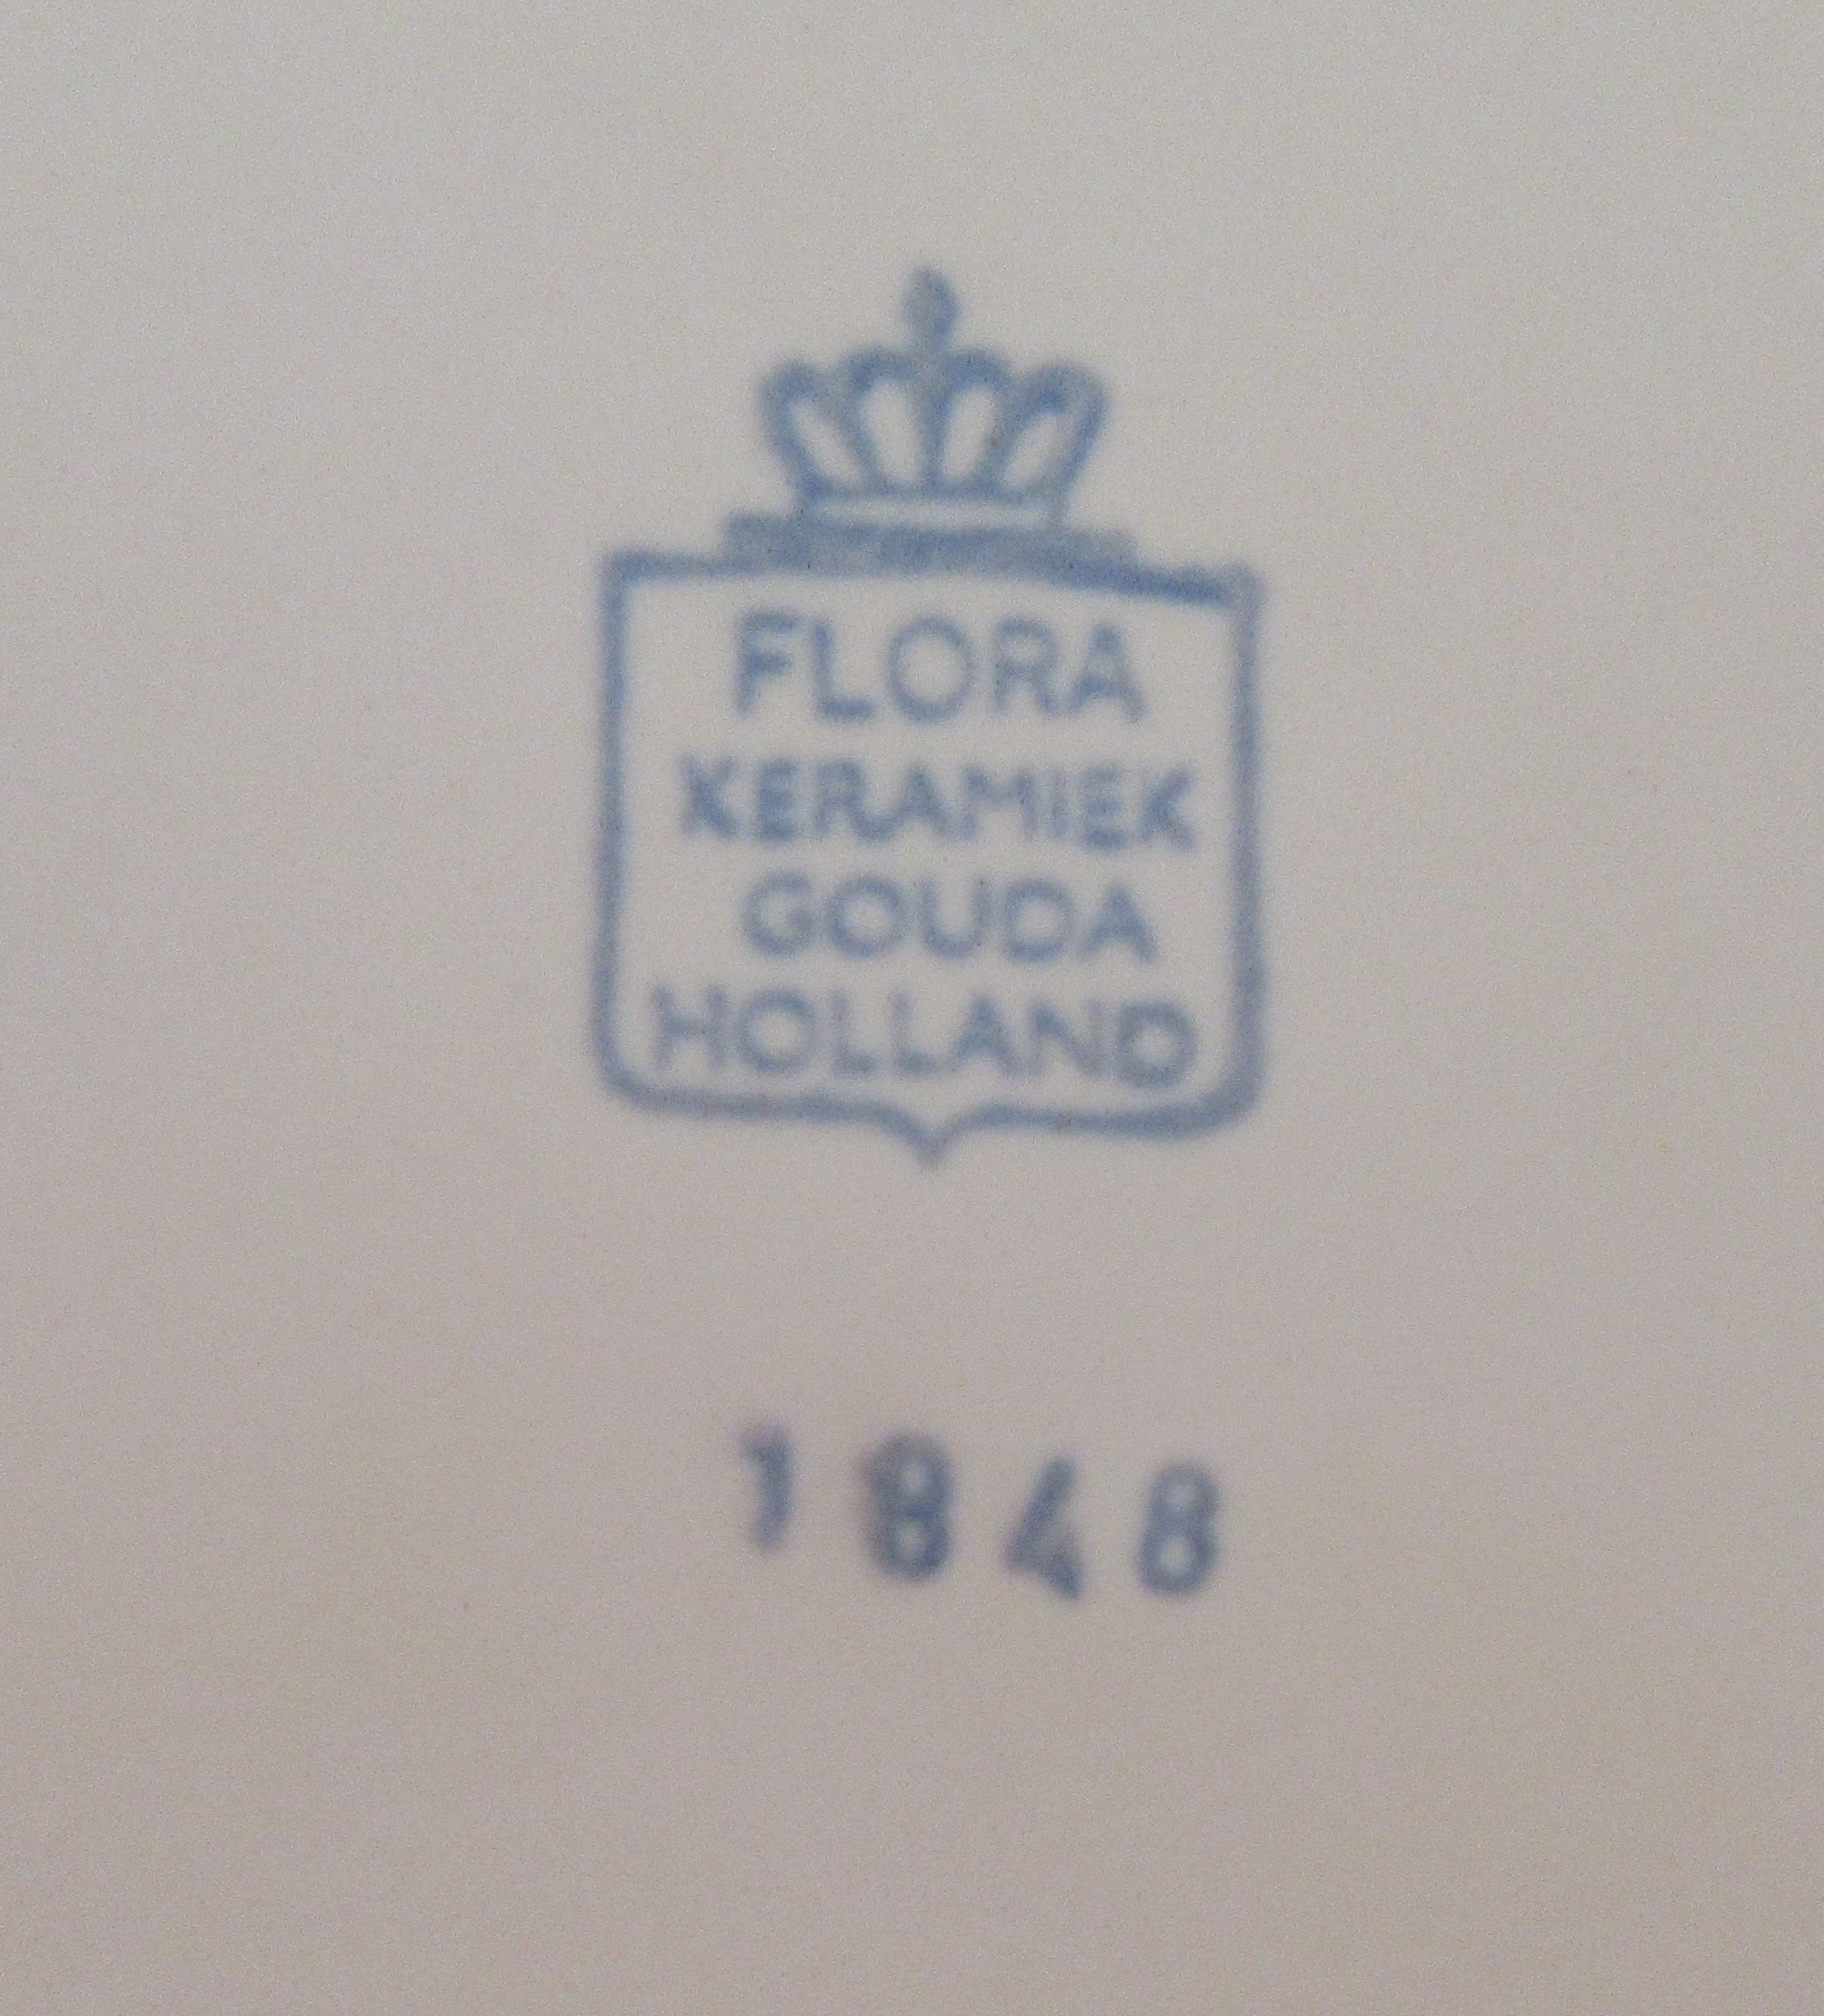 FLORA
KERAMIEK
GOUDA
HOLLAND
1848